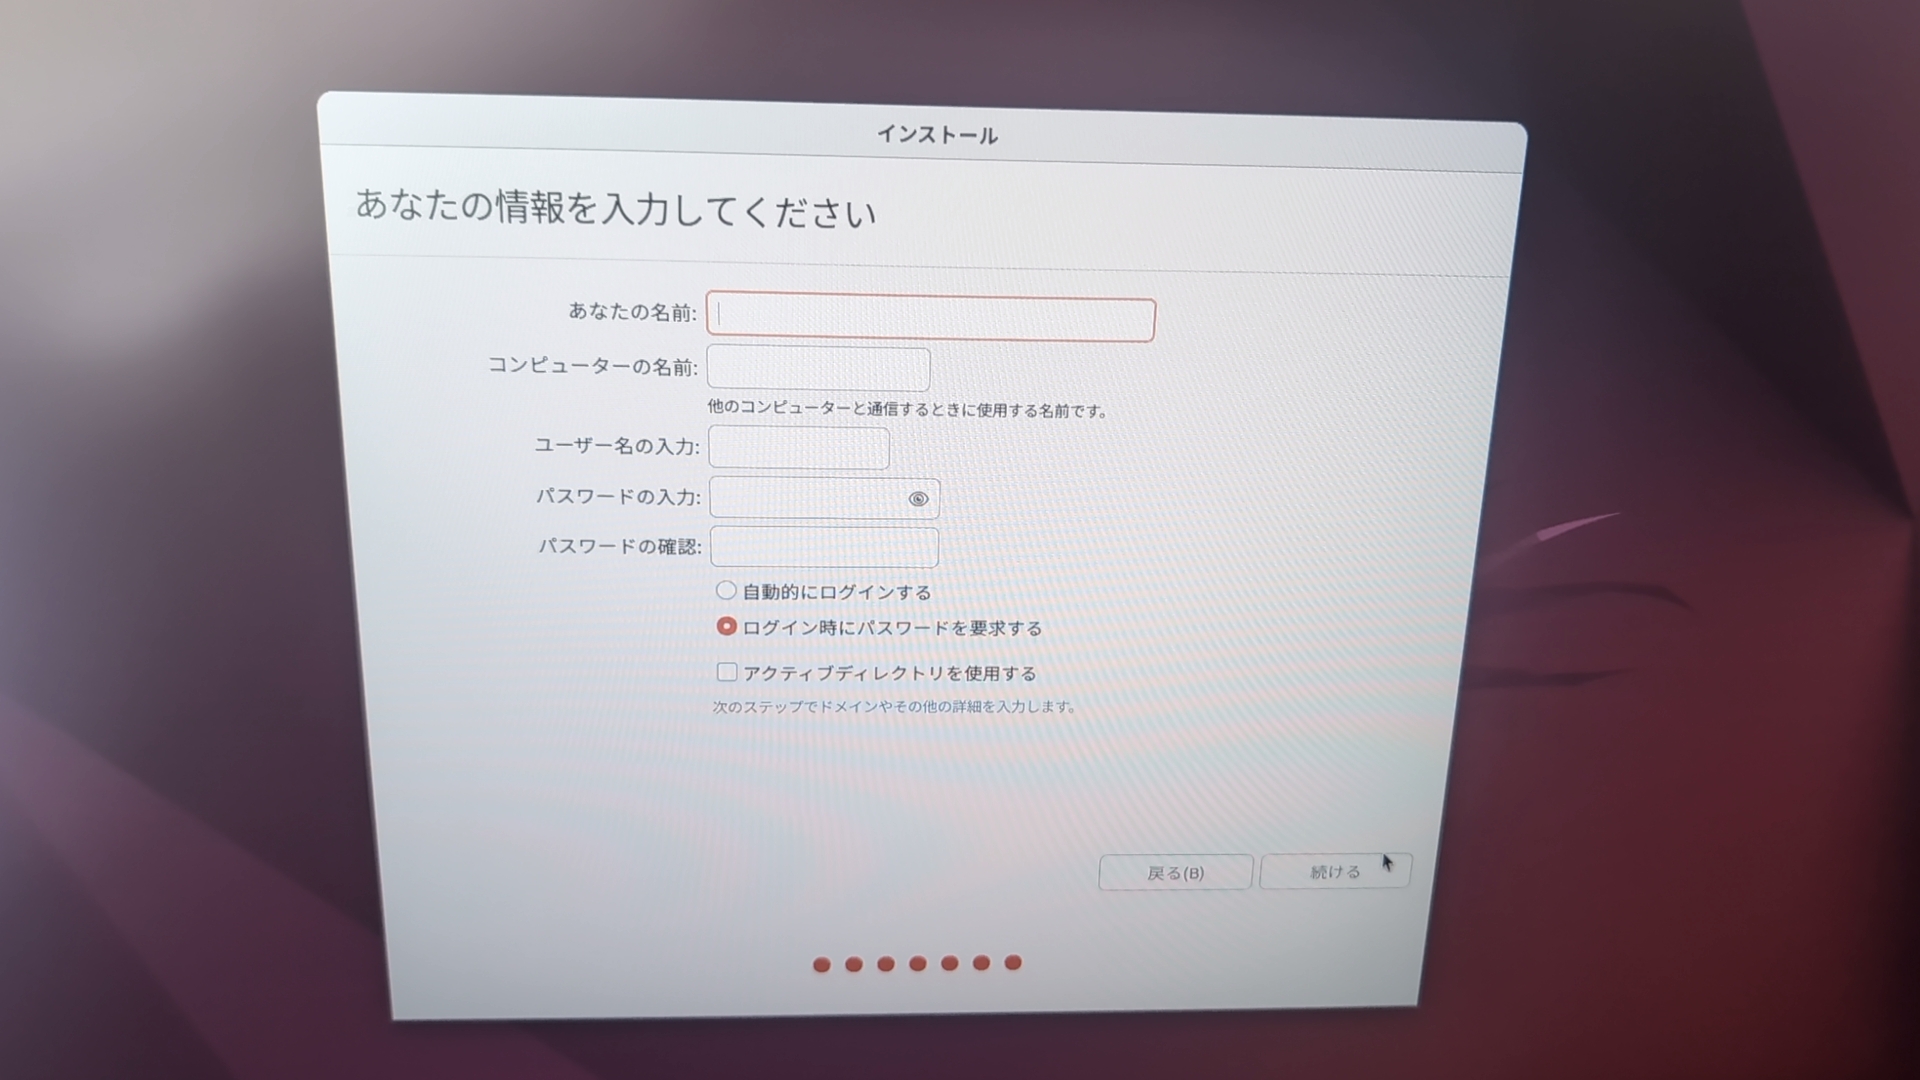 インストール
あなたの情報を入力してください
あなたの名前:
コンピューターの名前:
他のコンピューターと通信するときに使用する名前です。
ユーザー名の入力:
パスワードの入力:
パスワードの確認:
自動的にログインする
ログイン時にパスワードを要求する
アクティブディレクトリを使用する
次のステップでドメインやその他の詳細を入力します。
戻る(B)
続ける